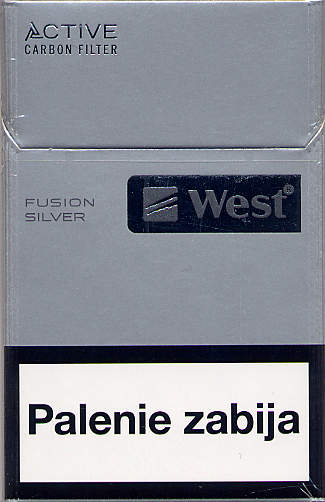 ACTIVE
CARBON FILTER
FUSION
SILVER
West®
Palenie zabija